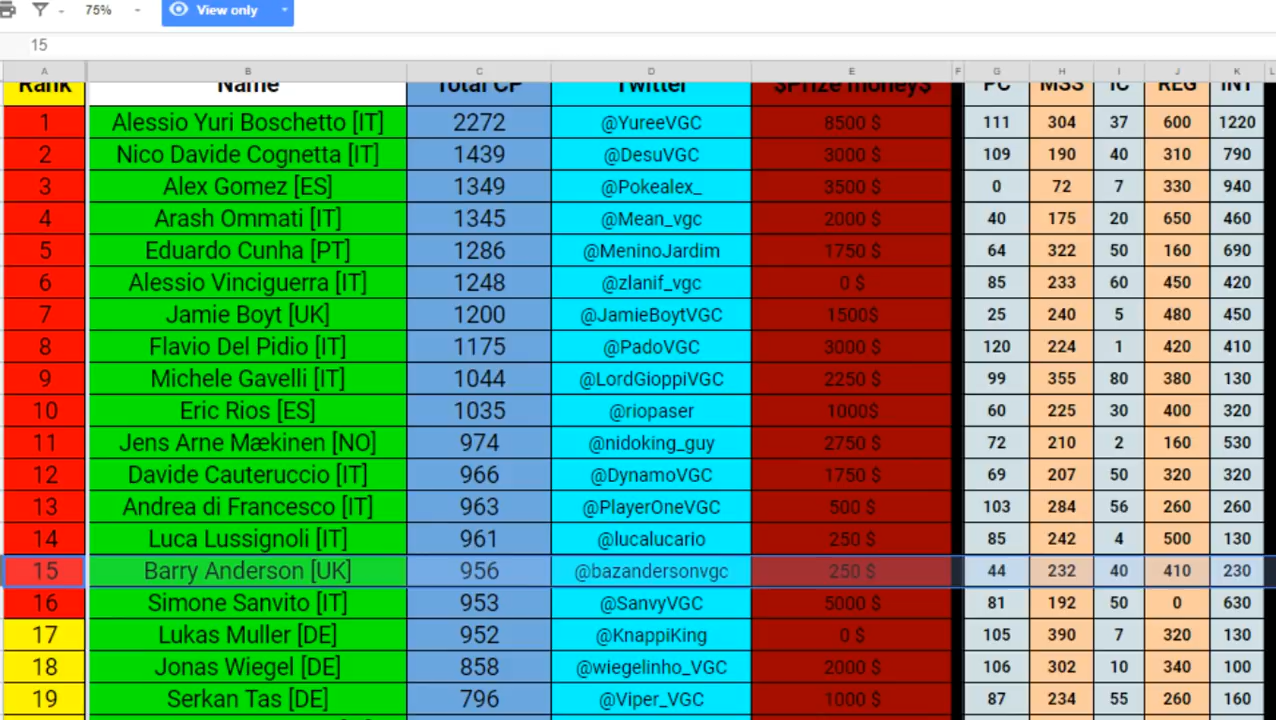 75% View only
15
A B C D E F G H I J K L
Rank Name Total CP Twitter $Prize money$ PC MSS IC REG INT
1 Alessio Yuri Boschetto [IT] 2272 @YureeVGC 8500 $ 111 304 37 600 1220
2 Nico Davide Cognetta [IT] 1439 @DesuVGC 3000 $ 109 190 40 310 790
3 Alex Gomez [ES] 1349 @Pokealex_ 3500 $ 0 72 7 330 940
4 Arash Ommati [IT] 1345 @Mean_vgc 2000 $ 40 175 20 650 460
5 Eduardo Cunha [PT] 1286 @MeninoJardim 1750 $ 64 322 50 160 690
6 Alessio Vinciguerra [IT] 1248 @zlanif_vgc 0 $ 85 233 60 450 420
7 Jamie Boyt [UK] 1200 @JamieBoytVGC 1500$ 25 240 5 480 450
8 Flavio Del Pidio [IT] 1175 @PadoVGC 3000 $ 120 224 1 420 410
9 Michele Gavelli [IT] 1044 @LordGioppiVGC 2250 $ 99 355 80 380 130
10 Eric Rios [ES] 1035 @riopaser 1000$ 60 225 30 400 320
11 Jens Arne Mækinen [NO] 974 @nidoking_guy 2750 $ 72 210 2 160 530
12 Davide Cauteruccio [IT] 966 @DynamoVGC 1750 $ 69 207 50 320 320
13 Andrea di Francesco [IT] 963 @PlayerOneVGC 500 $ 103 284 56 260 260
14 Luca Lussignoli [IT] 961 @lucalucario 250 $ 85 242 4 500 130
15 Barry Anderson [UK] 956 @bazandersonvgc 250 $ 44 232 40 410 230
16 Simone Sanvito [IT] 953 @SanvyVGC 5000 $ 81 192 50 0 630
17 Lukas Muller [DE] 952 @KnappiKing 0 $ 105 390 7 320 130
18 Jonas Wiegel [DE] 858 @wiegelinho_VGC 2000 $ 106 302 10 340 100
19 Serkan Tas [DE] 796 @Viper_VGC 1000 $ 87 234 55 260 160